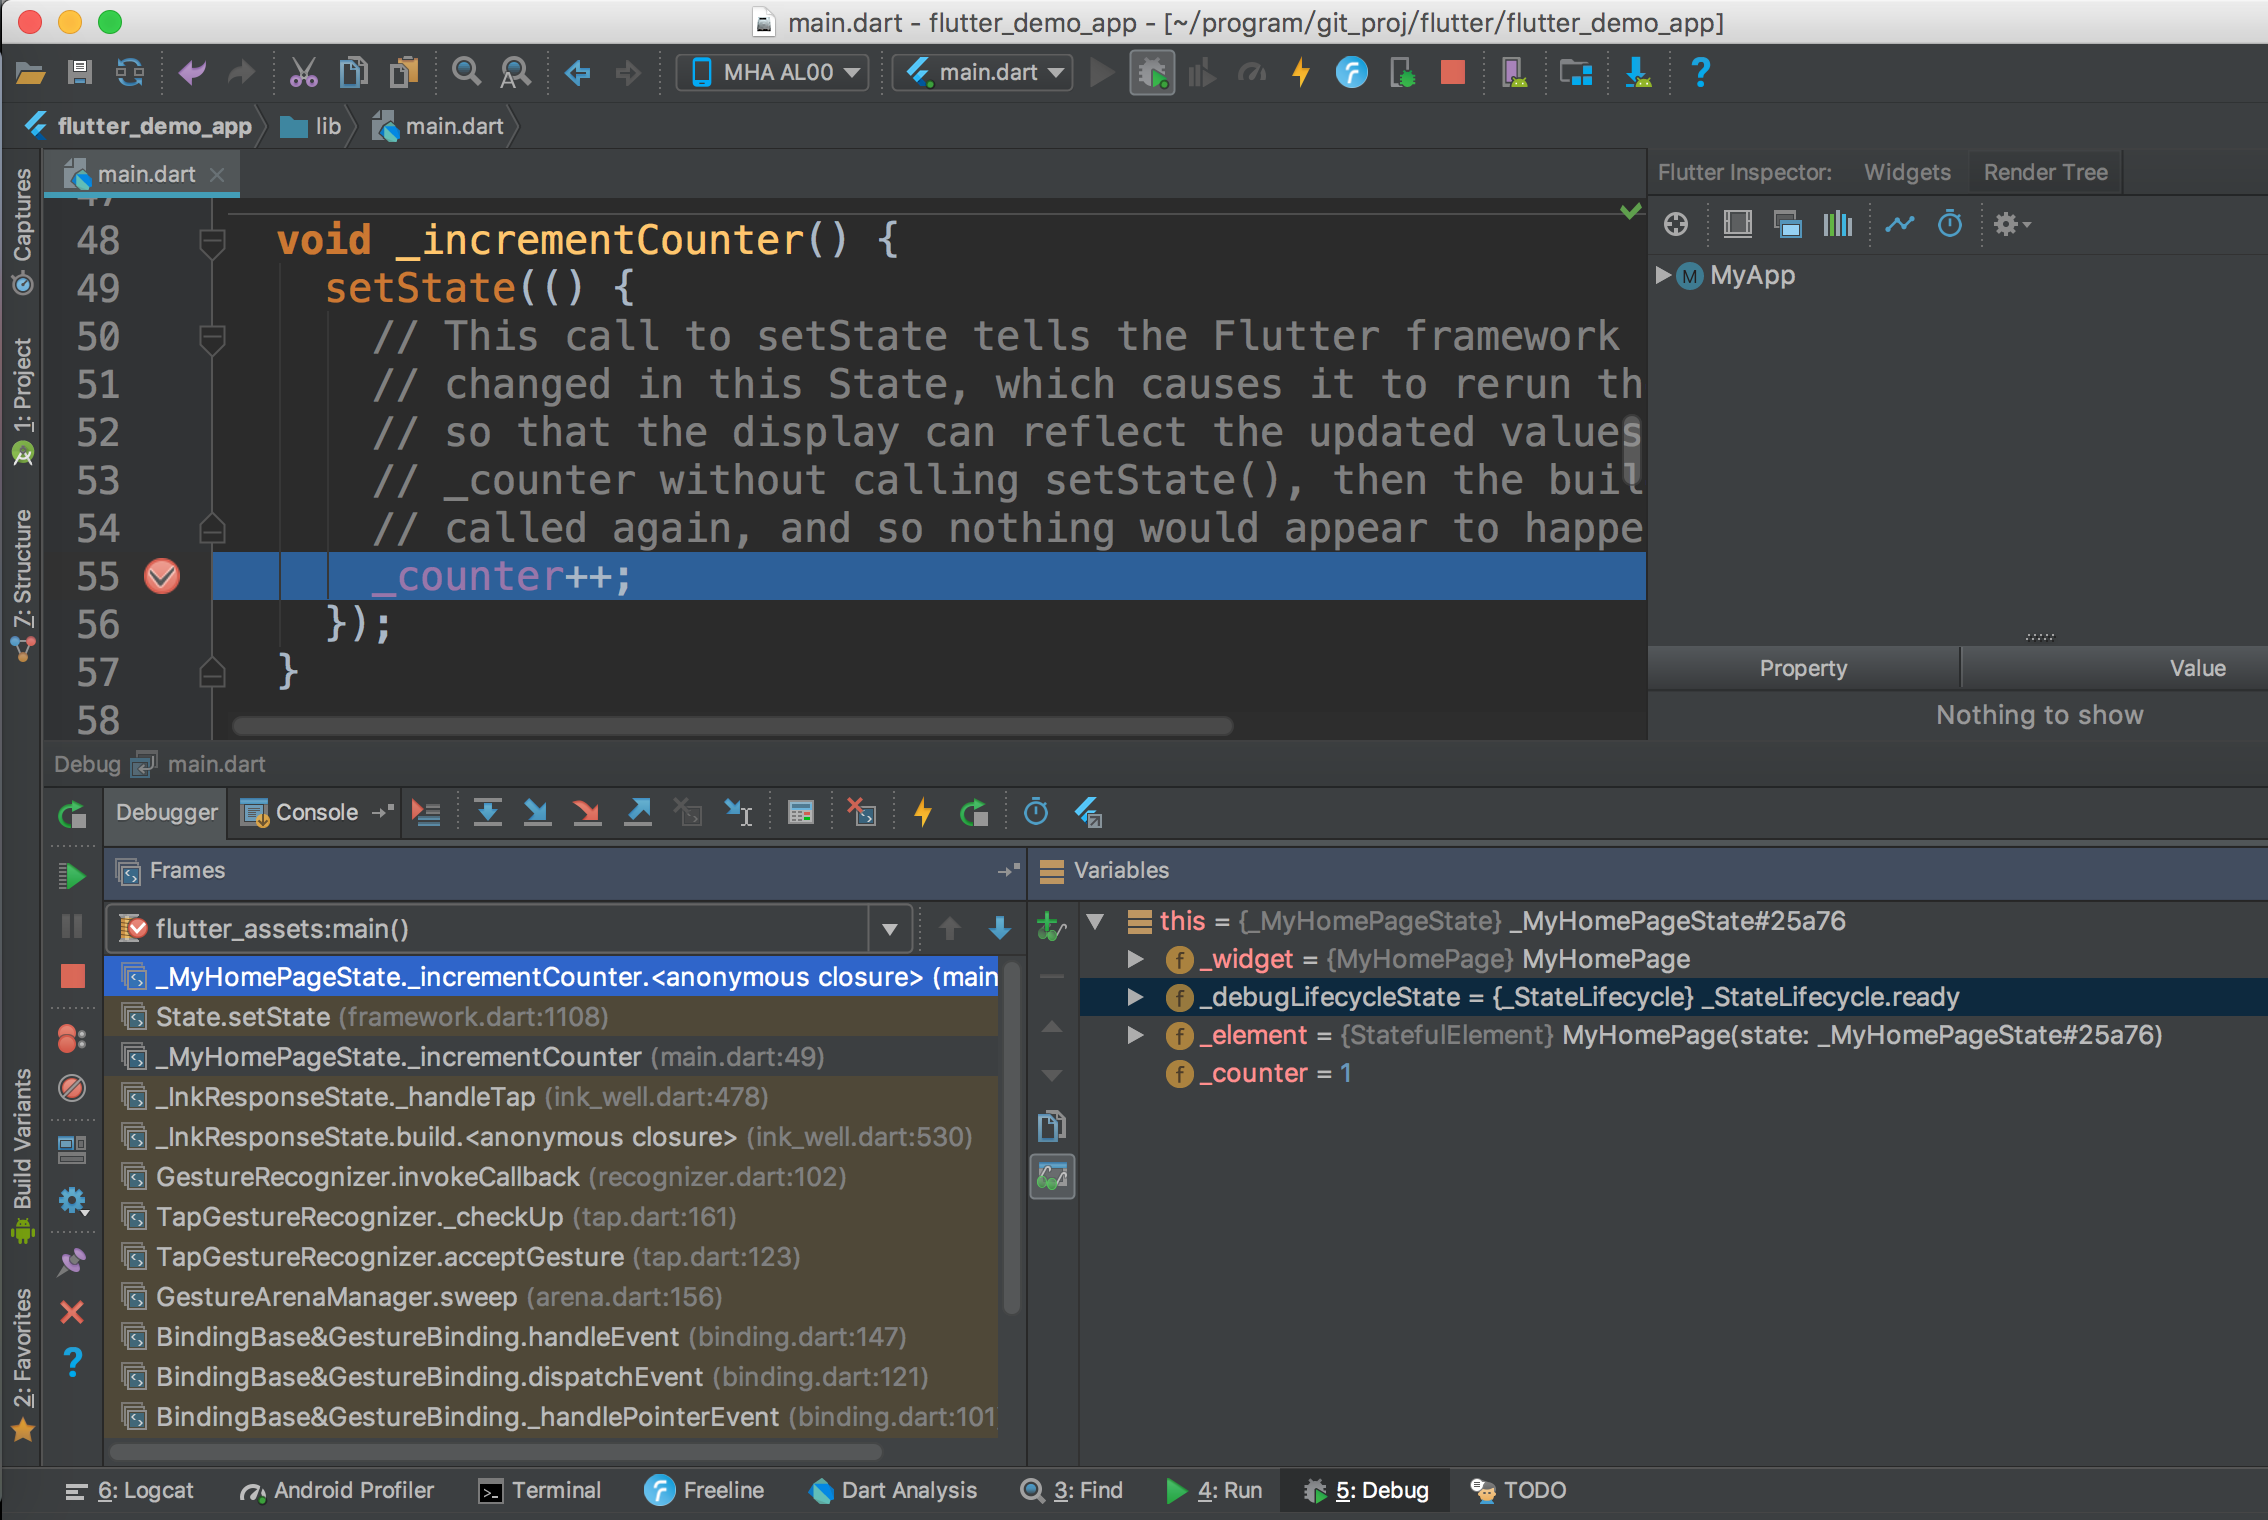 main.dart - flutter_demo_app - [~/program/git_proj/flutter/flutter_demo_app]
MHA AL00
main.dart
flutter_demo_app
lib
main.dart
main.dart
Flutter Inspector: Widgets Render Tree
MyApp
47
48 void _incrementCounter() {
49 setState(() {
50 // This call to setState tells the Flutter framework
51 // changed in this State, which causes it to rerun th
52 // so that the display can reflect the updated values
53 // _counter without calling setState(), then the buil
54 // called again, and so nothing would appear to happe
55 _counter++;
56 });
57 }
58
Property Value
Nothing to show
Captures
1: Project
7: Structure
Build Variants
2: Favorites
Debug main.dart
Debugger Console
Frames
flutter_assets:main()
_MyHomePageState._incrementCounter.<anonymous closure> (main
State.setState (framework.dart:1108)
_MyHomePageState._incrementCounter (main.dart:49)
_InkResponseState._handleTap (ink_well.dart:478)
_InkResponseState.build.<anonymous closure> (ink_well.dart:530)
GestureRecognizer.invokeCallback (recognizer.dart:102)
TapGestureRecognizer._checkUp (tap.dart:161)
TapGestureRecognizer.acceptGesture (tap.dart:123)
GestureArenaManager.sweep (arena.dart:156)
BindingBase&GestureBinding.handleEvent (binding.dart:147)
BindingBase&GestureBinding.dispatchEvent (binding.dart:121)
BindingBase&GestureBinding._handlePointerEvent (binding.dart:101
Variables
this = {_MyHomePageState} _MyHomePageState#25a76
_widget = {MyHomePage} MyHomePage
_debugLifecycleState = {_StateLifecycle} _StateLifecycle.ready
_element = {StatefulElement} MyHomePage(state: _MyHomePageState#25a76)
_counter = 1
6: Logcat Android Profiler Terminal Freeline Dart Analysis 3: Find 4: Run 5: Debug TODO